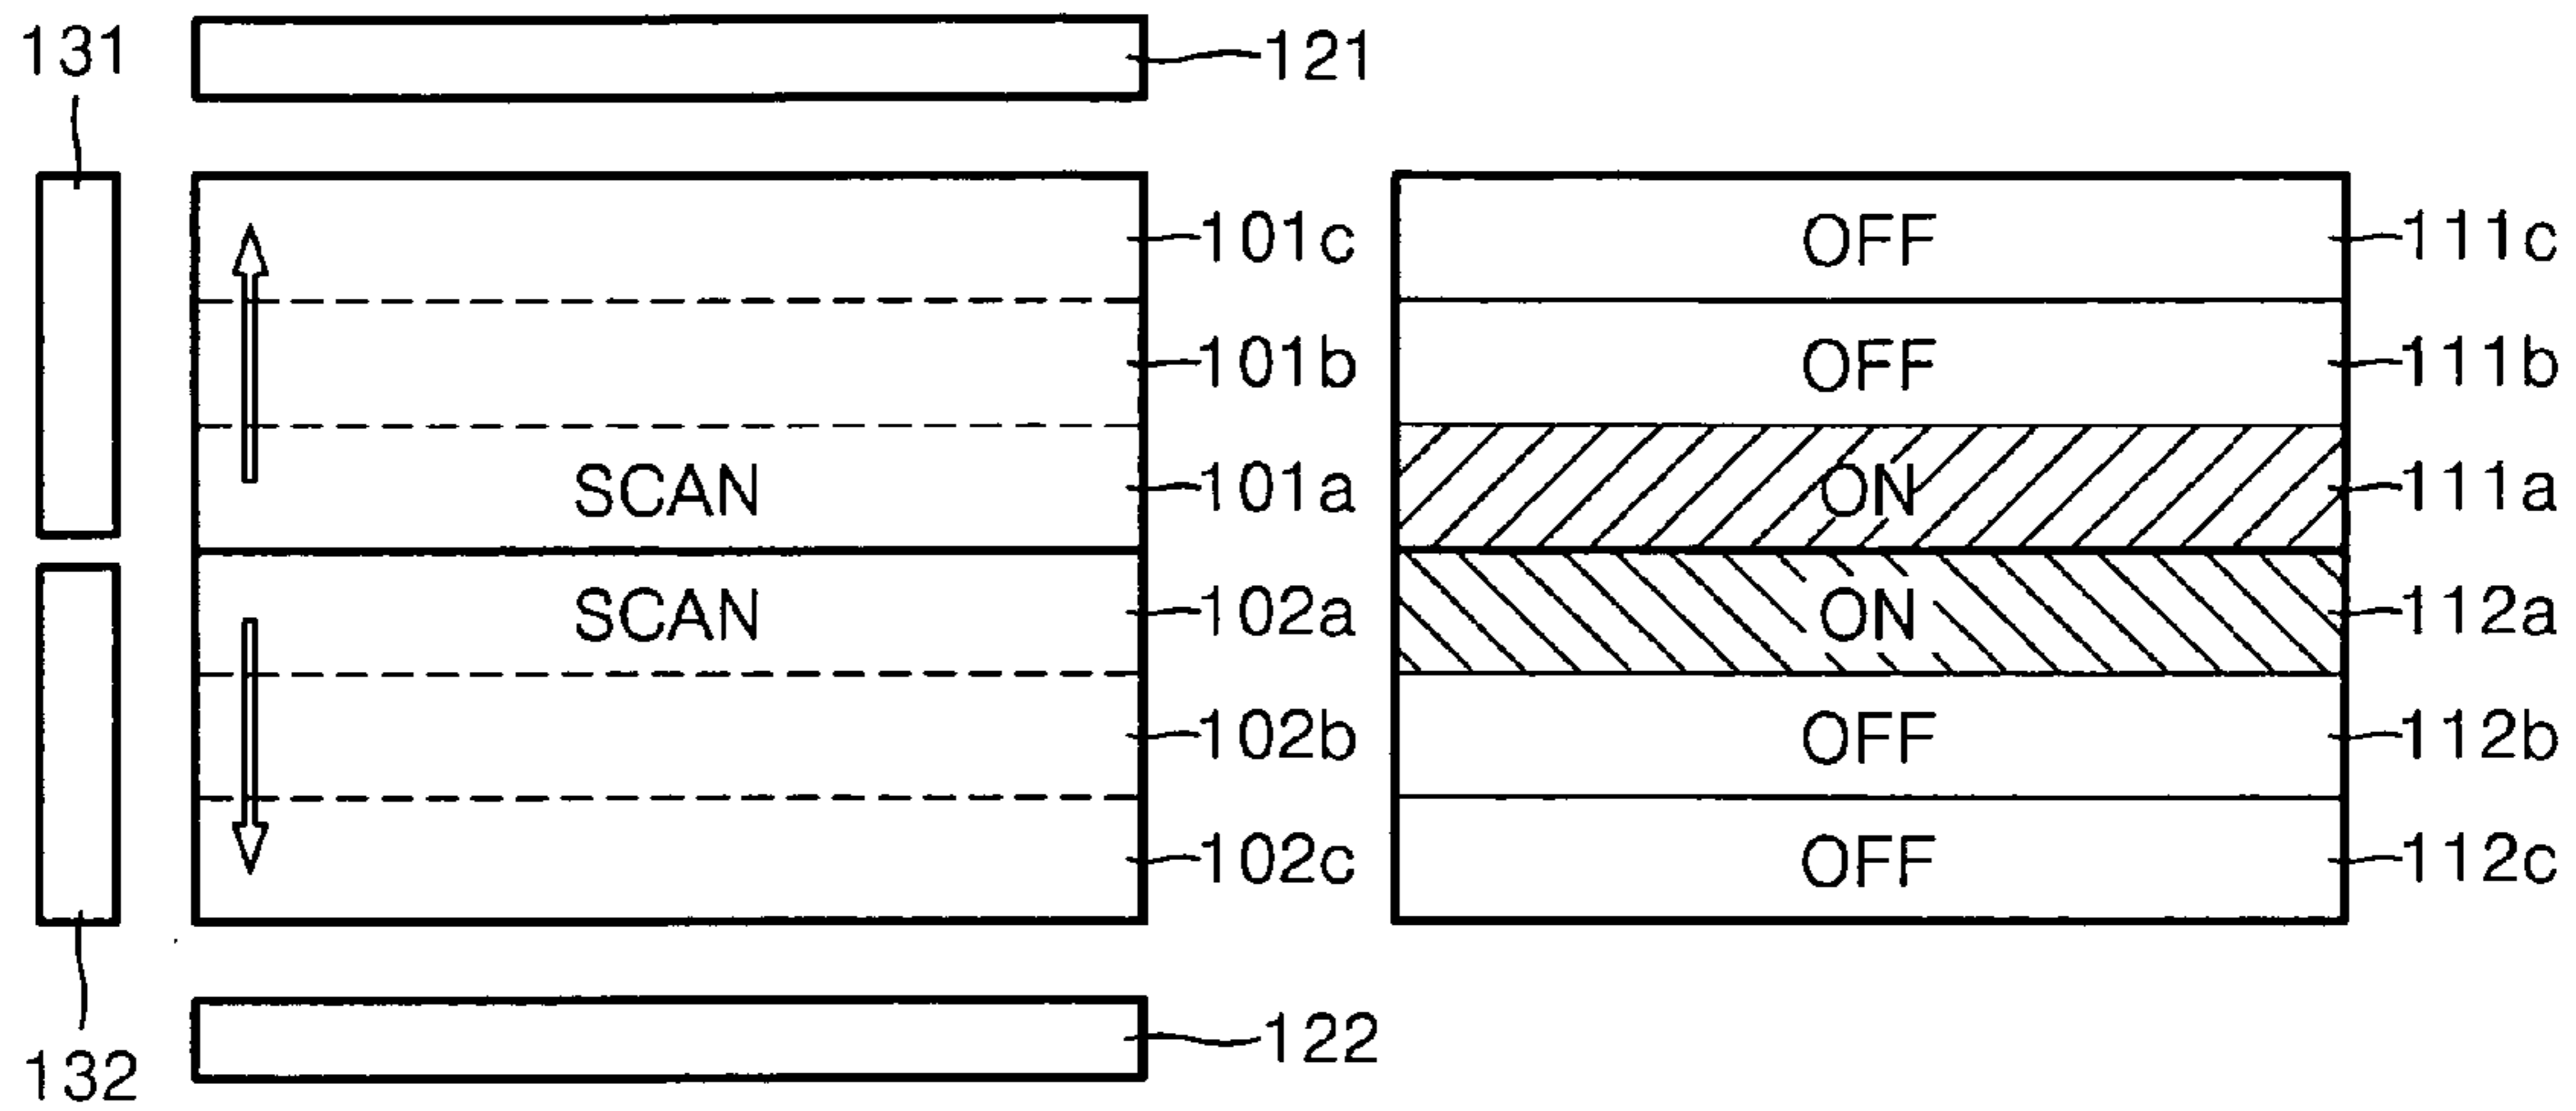 131
121
101c OFF 111c
101b OFF 111b
SCAN 101a ON 111a
SCAN 102a ON 112a
102b OFF 112b
102c OFF 112c
122
132